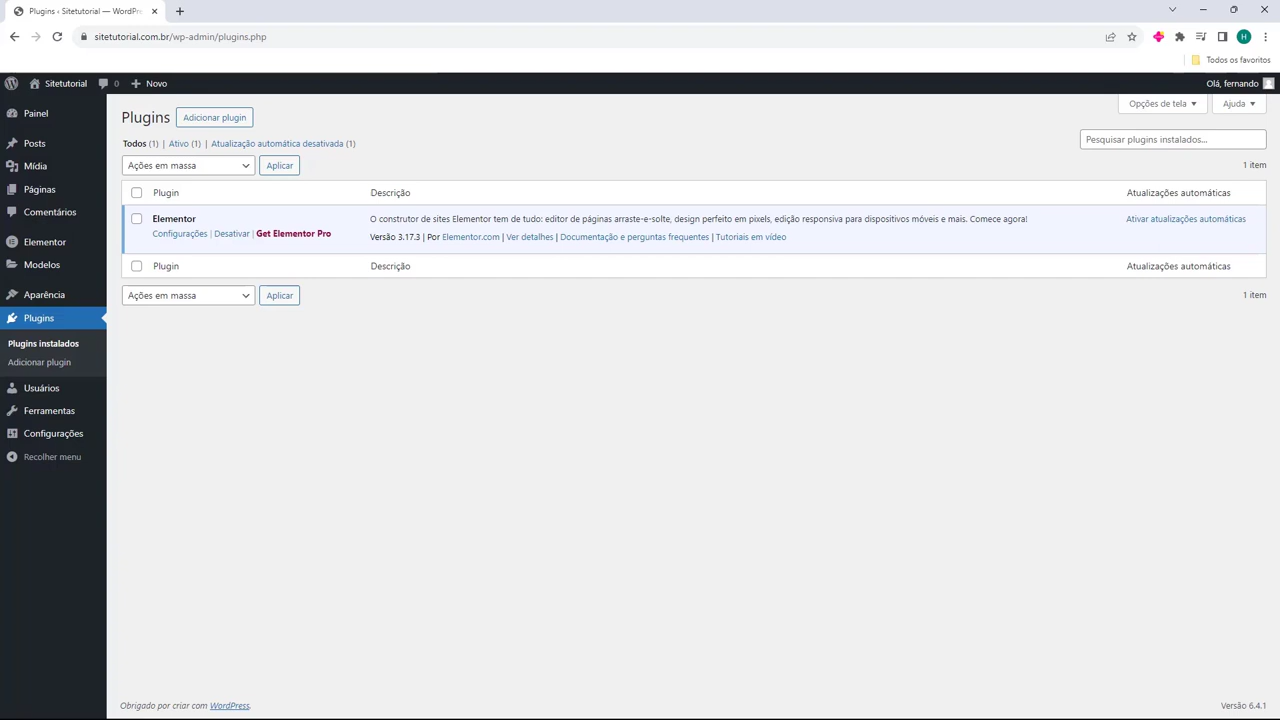 Plugins ‹ Sitetutorial — WordPr
sitetutorial.com.br/wp-admin/plugins.php
H
Todos os favoritos
Sitetutorial
0
Novo
Olá, fernando
Painel
Posts
Mídia
Páginas
Comentários
Elementor
Modelos
Aparência
Plugins
Plugins instalados
Adicionar plugin
Usuários
Ferramentas
Configurações
Recolher menu
Plugins
Adicionar plugin
Opções de tela
Ajuda
Todos (1) | Ativo (1) | Atualização automática desativada (1)
Pesquisar plugins instalados...
Ações em massa
Aplicar
1 item
Plugin
Descrição
Atualizações automáticas
Elementor
Configurações | Desativar | Get Elementor Pro
O construtor de sites Elementor tem de tudo: editor de páginas arraste-e-solte, design perfeito em pixels, edição responsiva para dispositivos móveis e mais. Comece agora!
Versão 3.17.3 | Por Elementor.com | Ver detalhes | Documentação e perguntas frequentes | Tutoriais em vídeo
Ativar atualizações automáticas
Plugin
Descrição
Atualizações automáticas
Ações em massa
Aplicar
1 item
Obrigado por criar com WordPress.
Versão 6.4.1